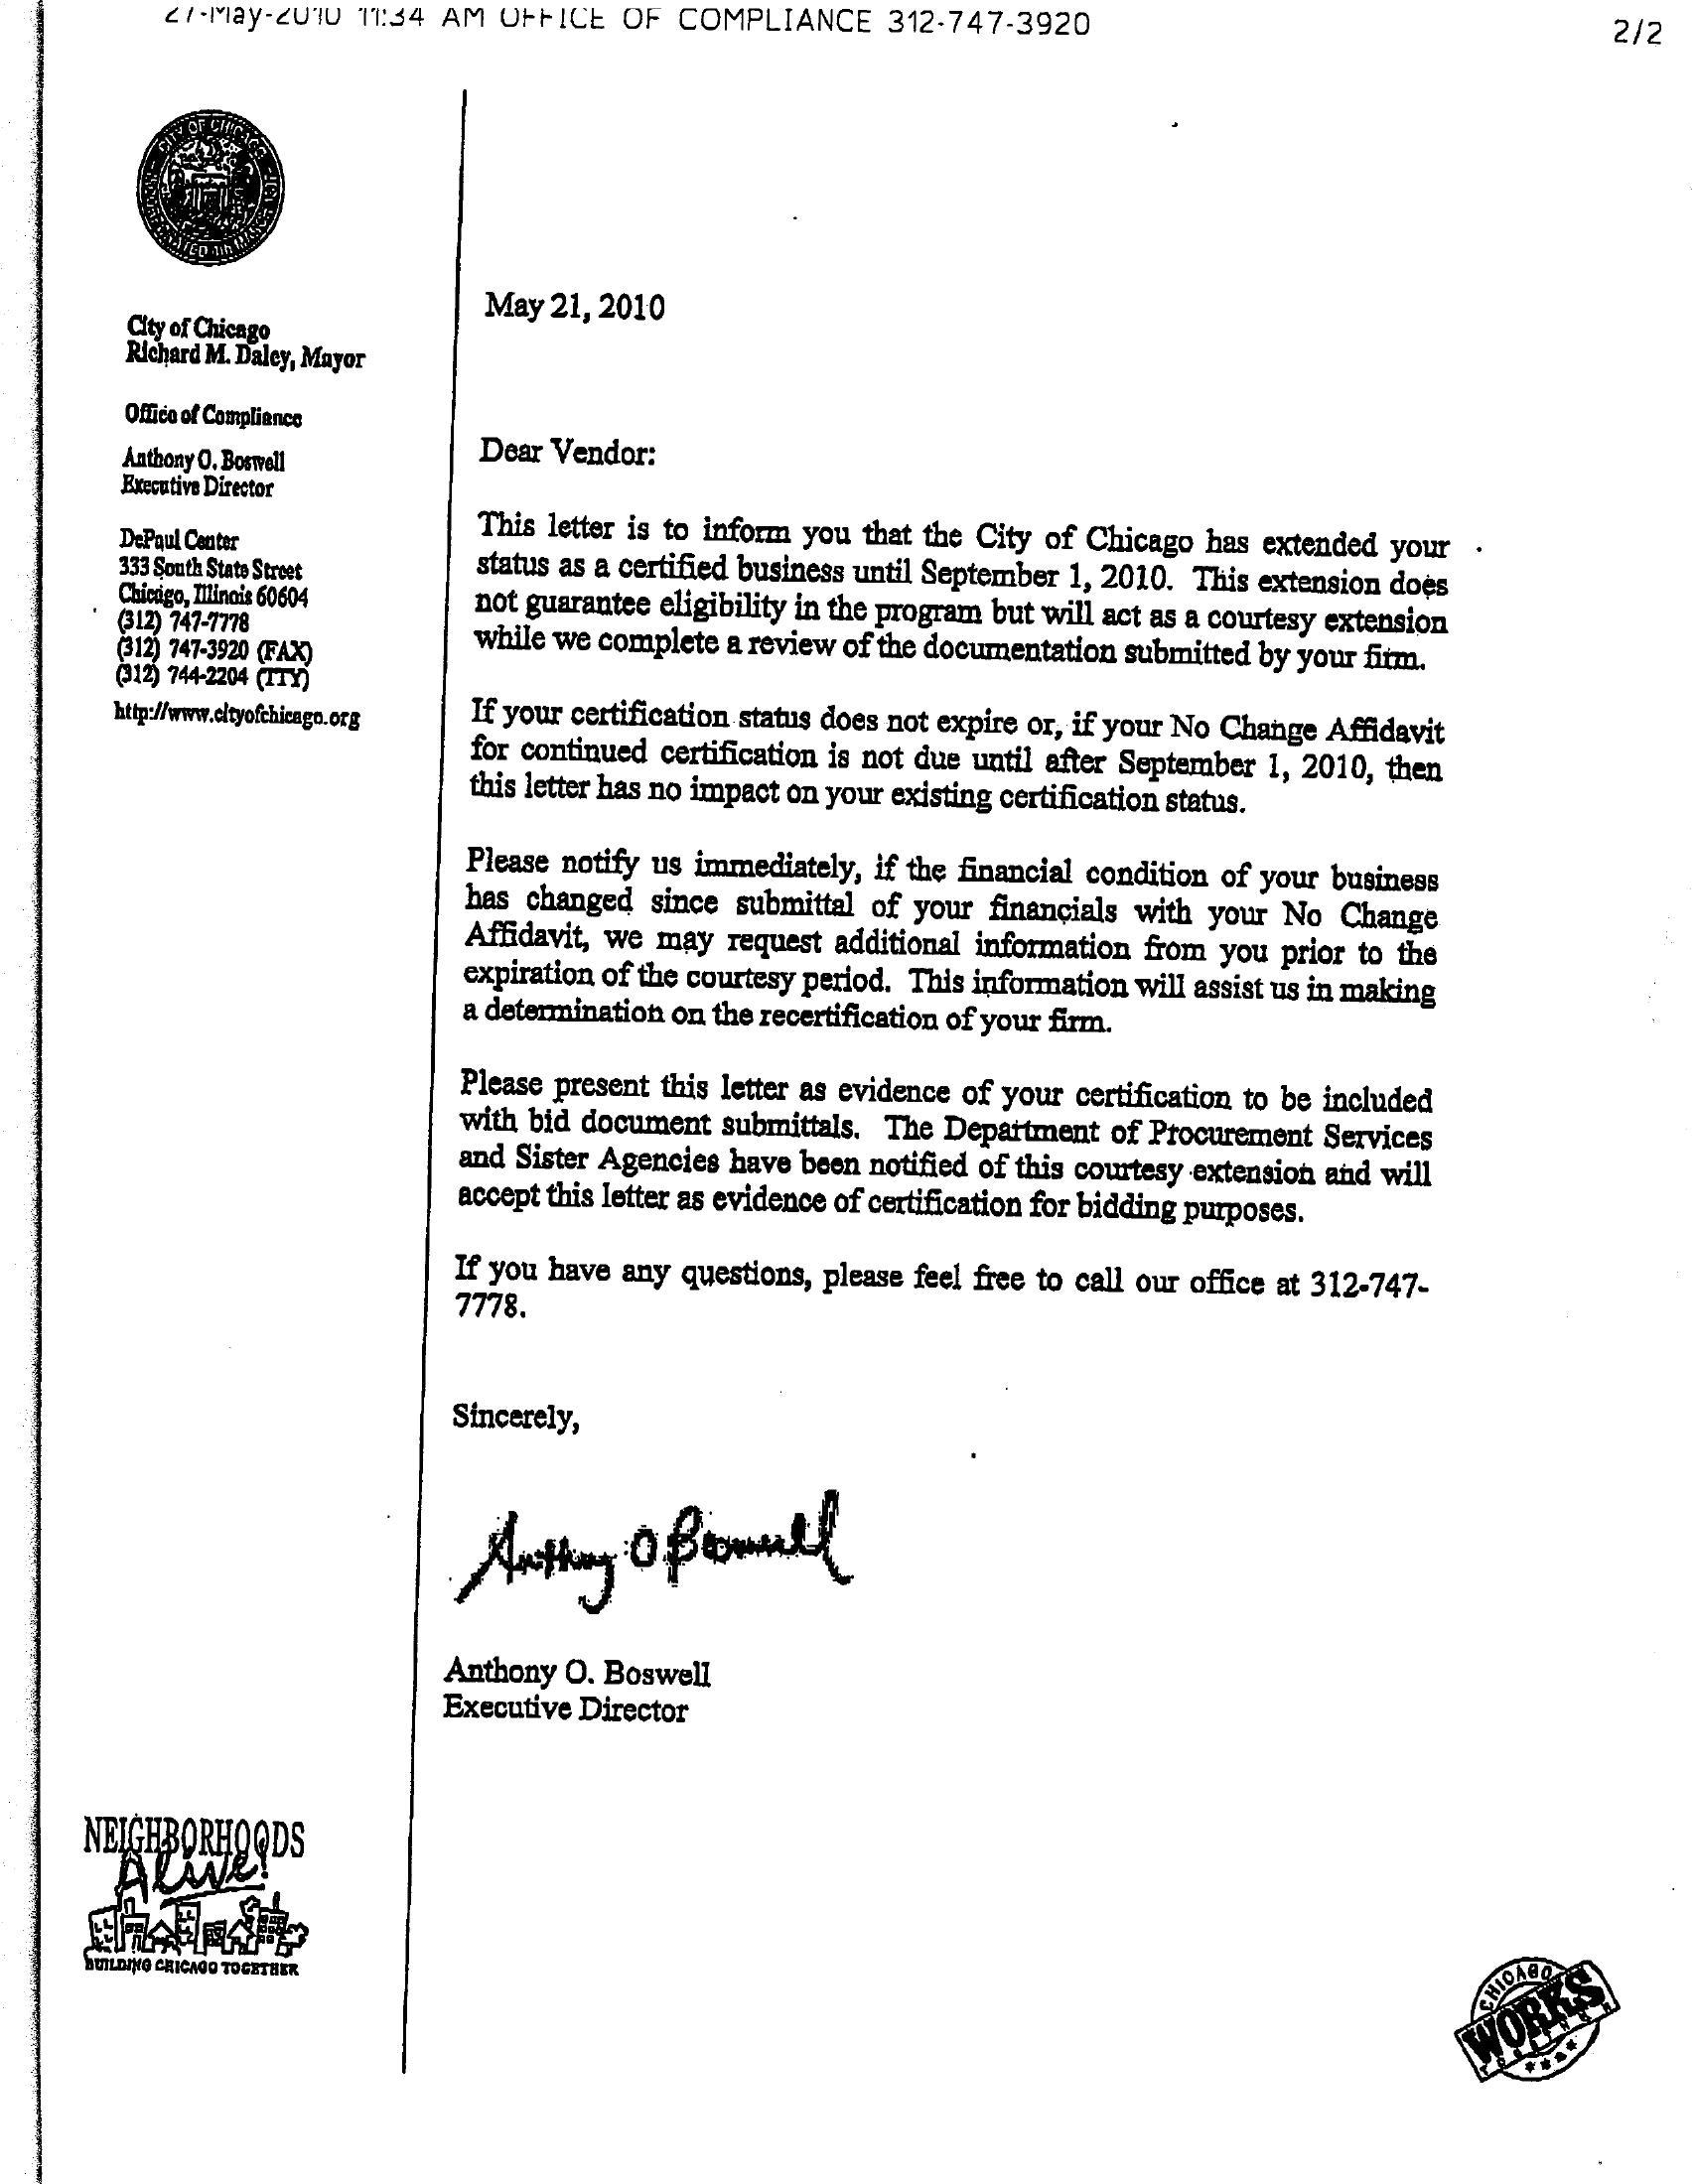 27-May-2010 11:34 AM OFFICE OF COMPLIANCE 312-747-3920
2/2
CITY OF CHICAGO
City of Chicago
Richard M. Daley, Mayor
Office of Compliance
Anthony O. Boswell
Executive Director
DePaul Center
333 South State Street
Chicago, Illinois 60604
(312) 747-7778
(312) 747-3920 (FAX)
(312) 744-2204 (TTY)
http://www.cityofchicago.org
May 21, 2010
Dear Vendor:
This letter is to inform you that the City of Chicago has extended your
status as a certified business until September 1, 2010. This extension does
not guarantee eligibility in the program but will act as a courtesy extension
while we complete a review of the documentation submitted by your firm.
If your certification status does not expire or, if your No Change Affidavit
for continued certification is not due until after September 1, 2010, then
this letter has no impact on your existing certification status.
Please notify us immediately, if the financial condition of your business
has changed since submittal of your financials with your No Change
Affidavit, we may request additional information from you prior to the
expiration of the courtesy period. This information will assist us in making
a determination on the recertification of your firm.
Please present this letter as evidence of your certification to be included
with bid document submittals. The Department of Procurement Services
and Sister Agencies have been notified of this courtesy extension and will
accept this letter as evidence of certification for bidding purposes.
If you have any questions, please feel free to call our office at 312-747-
7778.
Sincerely,
Anthony O Boswell
Anthony O. Boswell
Executive Director
NEIGHBORHOODS
Alive!
BUILDING CHICAGO TOGETHER
CHICAGO
WORKS